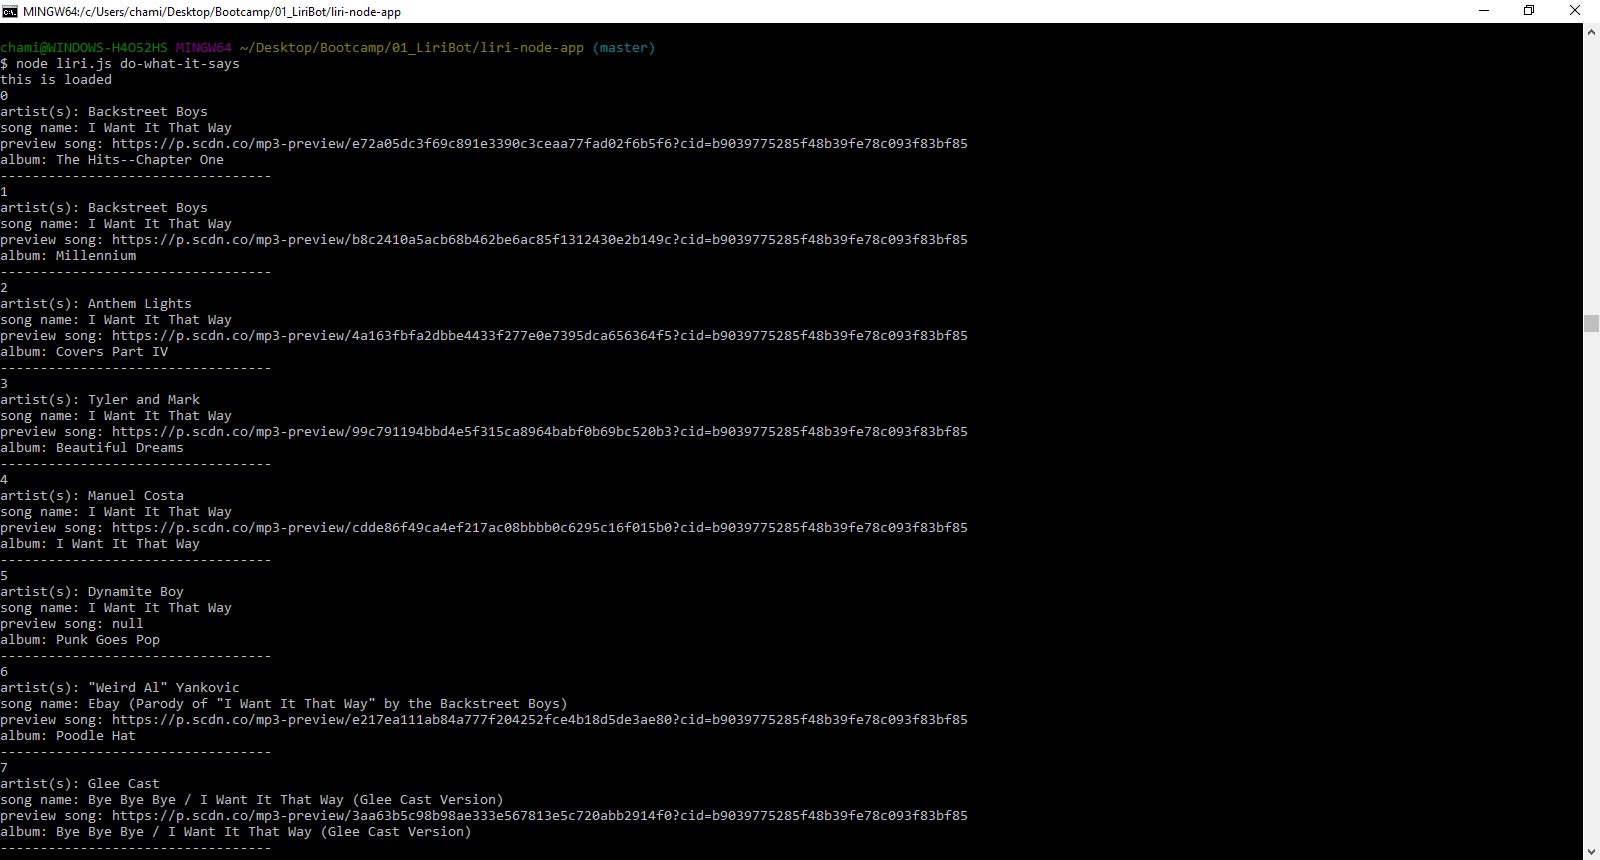 MINGW64:/c/Users/chami/Desktop/Bootcamp/01_LiriBot/liri-node-app
chami@WINDOWS-H4O52HS MINGW64 ~/Desktop/Bootcamp/01_LiriBot/liri-node-app (master)
$ node liri.js do-what-it-says
this is loaded
0
artist(s): Backstreet Boys
song name: I Want It That Way
preview song: https://p.scdn.co/mp3-preview/e72a05dc3f69c891e3390c3ceaa77fad02f6b5f6?cid=b9039775285f48b39fe78c093f83bf85
album: The Hits--Chapter One
----------------------------------
1
artist(s): Backstreet Boys
song name: I Want It That Way
preview song: https://p.scdn.co/mp3-preview/b8c2410a5acb68b462be6ac85f1312430e2b149c?cid=b9039775285f48b39fe78c093f83bf85
album: Millennium
----------------------------------
2
artist(s): Anthem Lights
song name: I Want It That Way
preview song: https://p.scdn.co/mp3-preview/4a163fbfa2dbbe4433f277e0e7395dca656364f5?cid=b9039775285f48b39fe78c093f83bf85
album: Covers Part IV
----------------------------------
3
artist(s): Tyler and Mark
song name: I Want It That Way
preview song: https://p.scdn.co/mp3-preview/99c791194bbd4e5f315ca8964babf0b69bc520b3?cid=b9039775285f48b39fe78c093f83bf85
album: Beautiful Dreams
----------------------------------
4
artist(s): Manuel Costa
song name: I Want It That Way
preview song: https://p.scdn.co/mp3-preview/cdde86f49ca4ef217ac08bbbb0c6295c16f015b0?cid=b9039775285f48b39fe78c093f83bf85
album: I Want It That Way
----------------------------------
5
artist(s): Dynamite Boy
song name: I Want It That Way
preview song: null
album: Punk Goes Pop
----------------------------------
6
artist(s): "Weird Al" Yankovic
song name: Ebay (Parody of "I Want It That Way" by the Backstreet Boys)
preview song: https://p.scdn.co/mp3-preview/e217ea111ab84a777f204252fce4b18d5de3ae80?cid=b9039775285f48b39fe78c093f83bf85
album: Poodle Hat
----------------------------------
7
artist(s): Glee Cast
song name: Bye Bye Bye / I Want It That Way (Glee Cast Version)
preview song: https://p.scdn.co/mp3-preview/3aa63b5c98b98ae333e567813e5c720abb2914f0?cid=b9039775285f48b39fe78c093f83bf85
album: Bye Bye Bye / I Want It That Way (Glee Cast Version)
----------------------------------